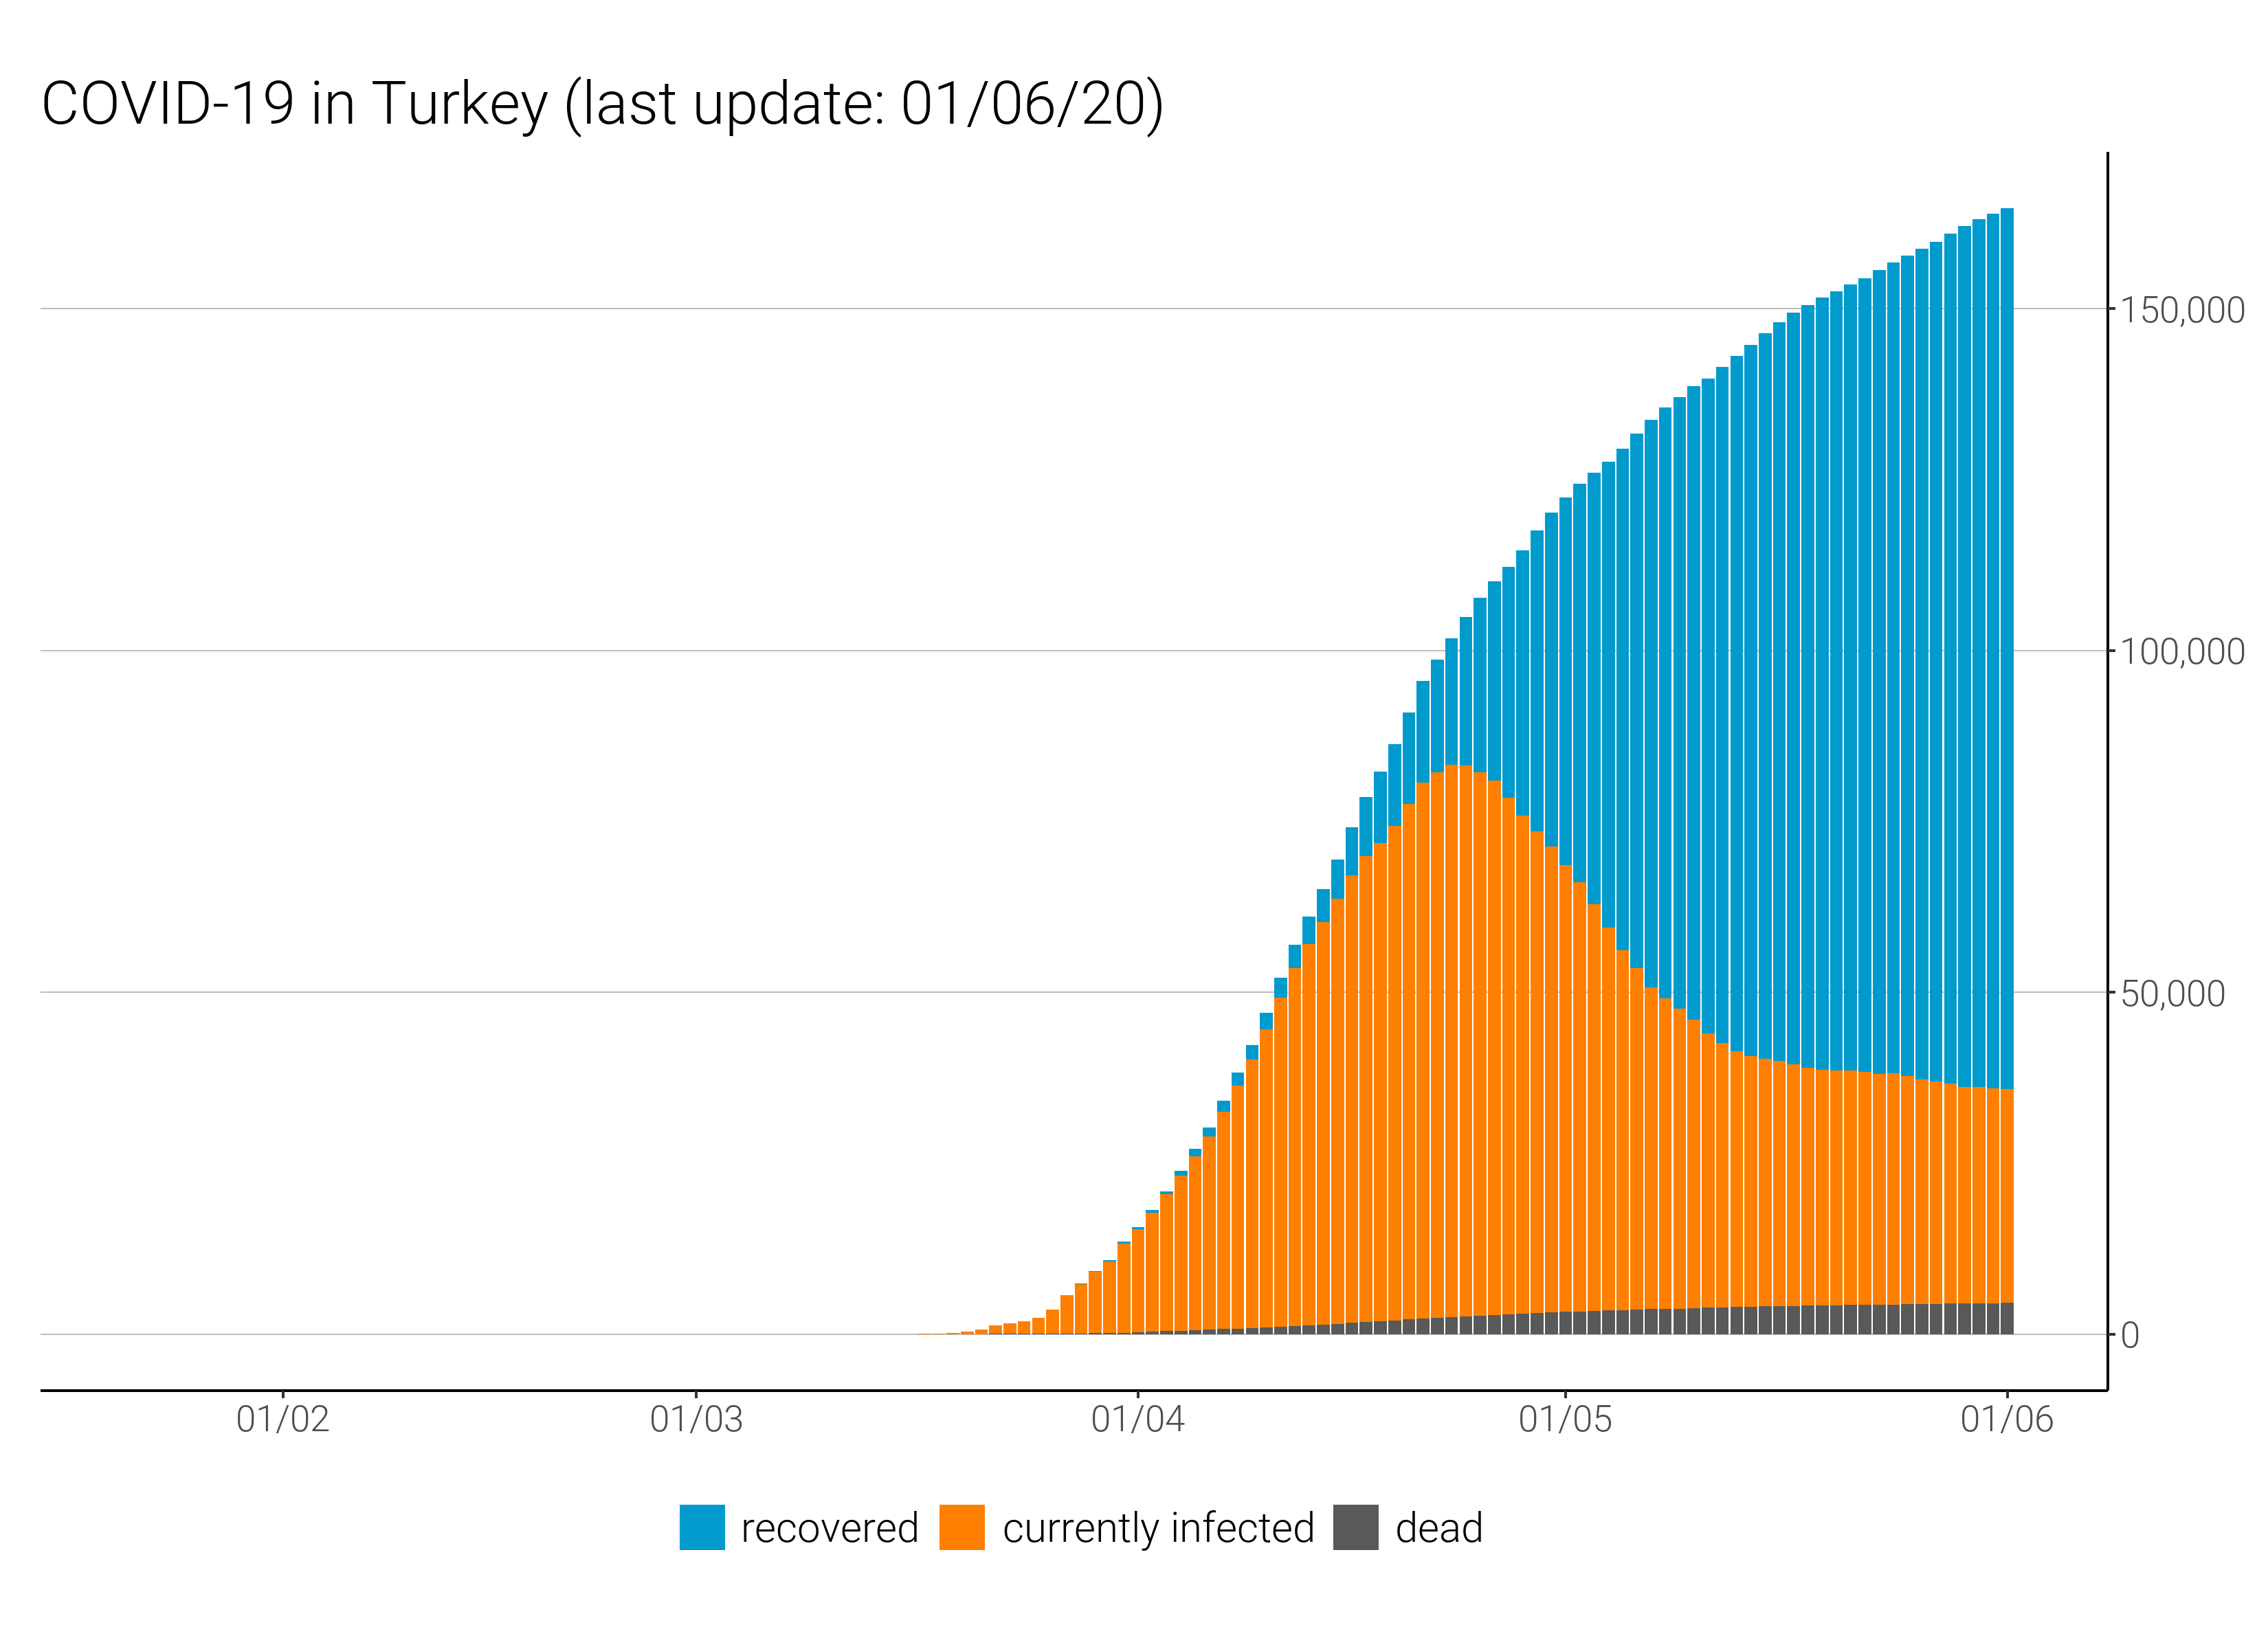 COVID-19 in Turkey (last update: 01/06/20)
150,000
100,000
50,000
0
01/02 01/03 01/04 01/05 01/06
recovered currently infected dead